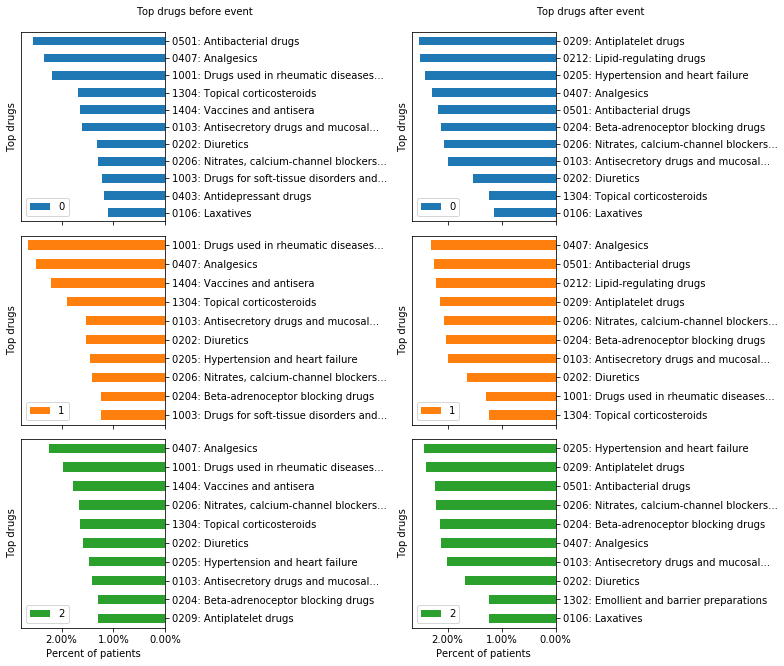 Top drugs before event
Top drugs
0501: Antibacterial drugs
0407: Analgesics
1001: Drugs used in rheumatic diseases...
1304: Topical corticosteroids
1404: Vaccines and antisera
0103: Antisecretory drugs and mucosal...
0202: Diuretics
0206: Nitrates, calcium-channel blockers...
1003: Drugs for soft-tissue disorders and...
0403: Antidepressant drugs
0106: Laxatives
0
Top drugs
1001: Drugs used in rheumatic diseases...
0407: Analgesics
1404: Vaccines and antisera
1304: Topical corticosteroids
0103: Antisecretory drugs and mucosal...
0202: Diuretics
0205: Hypertension and heart failure
0206: Nitrates, calcium-channel blockers...
0204: Beta-adrenoceptor blocking drugs
1003: Drugs for soft-tissue disorders and...
1
Top drugs
0407: Analgesics
1001: Drugs used in rheumatic diseases...
1404: Vaccines and antisera
0206: Nitrates, calcium-channel blockers...
1304: Topical corticosteroids
0202: Diuretics
0205: Hypertension and heart failure
0103: Antisecretory drugs and mucosal...
0204: Beta-adrenoceptor blocking drugs
0209: Antiplatelet drugs
2
2.00% 1.00% 0.00%
Percent of patients
Top drugs after event
Top drugs
0209: Antiplatelet drugs
0212: Lipid-regulating drugs
0205: Hypertension and heart failure
0407: Analgesics
0501: Antibacterial drugs
0204: Beta-adrenoceptor blocking drugs
0206: Nitrates, calcium-channel blockers...
0103: Antisecretory drugs and mucosal...
0202: Diuretics
1304: Topical corticosteroids
0106: Laxatives
0
Top drugs
0407: Analgesics
0501: Antibacterial drugs
0212: Lipid-regulating drugs
0209: Antiplatelet drugs
0206: Nitrates, calcium-channel blockers...
0204: Beta-adrenoceptor blocking drugs
0103: Antisecretory drugs and mucosal...
0202: Diuretics
1001: Drugs used in rheumatic diseases...
1304: Topical corticosteroids
1
Top drugs
0205: Hypertension and heart failure
0209: Antiplatelet drugs
0501: Antibacterial drugs
0206: Nitrates, calcium-channel blockers...
0204: Beta-adrenoceptor blocking drugs
0407: Analgesics
0103: Antisecretory drugs and mucosal...
0202: Diuretics
1302: Emollient and barrier preparations
0106: Laxatives
2
2.00% 1.00% 0.00%
Percent of patients